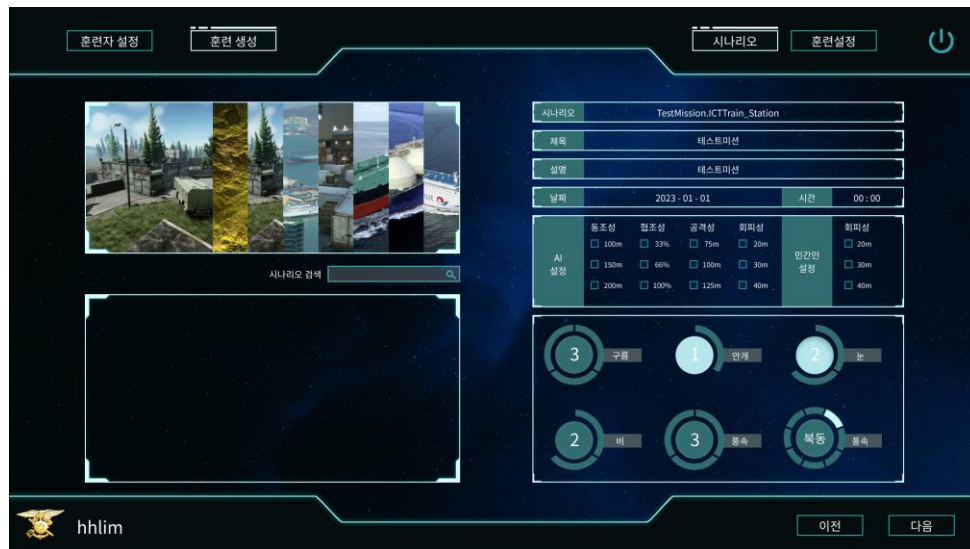 훈련자 설정
훈련 생성
시나리오
훈련설정
시나리오 TestMission.ICTTrain_Station
제목 테스트미션
설명 테스트미션
날짜 2023 - 01 - 01 시간 00 : 00
AI 설정
동조성 협조성 공격성 회피성
100m 33% 75m 20m
150m 66% 100m 30m
200m 100% 125m 40m
민간인 설정
회피성
20m
30m
40m
시나리오 검색
3 구름
1 안개
2 눈
2 비
3 풍속
북동 풍속
hhlim
이전
다음